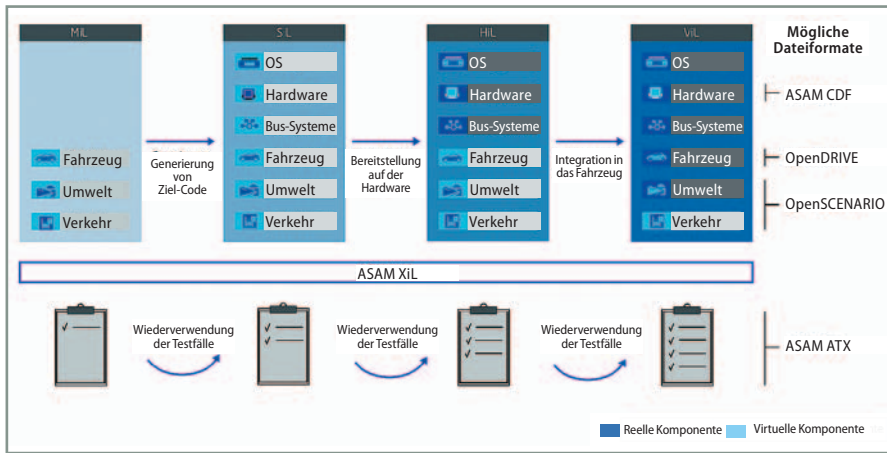 MiL
SiL
HiL
ViL
Mögliche
Dateiformate
OS
OS
OS
Hardware
Hardware
Hardware
ASAM CDF
Bus-Systeme
Bus-Systeme
Bus-Systeme
Fahrzeug
Generierung
von
Ziel-Code
Fahrzeug
Bereitstellung
auf der
Hardware
Fahrzeug
Integration in
das Fahrzeug
Fahrzeug
OpenDRIVE
Umwelt
Umwelt
Umwelt
Umwelt
OpenSCENARIO
Verkehr
Verkehr
Verkehr
Verkehr
ASAM XiL
Wiederverwendung
der Testfälle
Wiederverwendung
der Testfälle
Wiederverwendung
der Testfälle
ASAM ATX
Reelle Komponente
Virtuelle Komponente